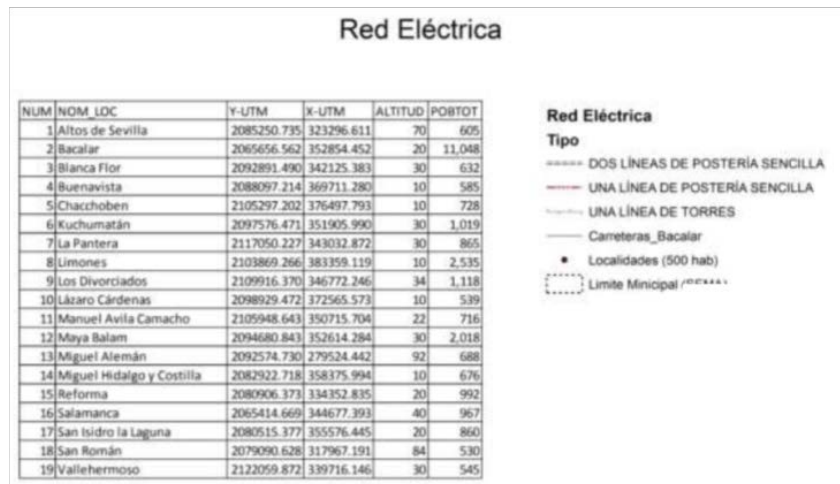 Red Eléctrica
NUM NOM_LOC Y-UTM X-UTM ALTITUD POBTOT
1 Altos de Sevilla 2085250.735 323296.611 70 605
2 Bacalar 2065656.562 352854.452 20 11,048
3 Blanca Flor 2092891.490 342125.383 30 632
4 Buenavista 2088097.214 369711.280 10 585
5 Chacchoben 2105297.202 376497.793 10 728
6 Kuchumatán 2097576.471 351905.990 30 1,019
7 La Pantera 2117050.227 343032.872 30 865
8 Limones 2103869.266 383359.119 10 2,535
9 Los Divorciados 2109916.370 346772.246 34 1,118
10 Lázaro Cárdenas 2098929.472 372565.573 10 539
11 Manuel Avila Camacho 2105948.643 350715.704 22 716
12 Maya Balam 2094680.843 352614.284 30 2,018
13 Miguel Alemán 2092574.730 279524.442 92 688
14 Miguel Hidalgo y Costilla 2082922.718 358375.994 10 676
15 Reforma 2080906.373 334352.835 20 992
16 Salamanca 2065414.669 344677.393 40 967
17 San Isidro la Laguna 2080515.377 355576.445 20 860
18 San Román 2079090.628 317967.191 84 530
19 Vallehermoso 2122059.872 339716.146 30 545
Red Eléctrica
Tipo
DOS LÍNEAS DE POSTERÍA SENCILLA
UNA LÍNEA DE POSTERÍA SENCILLA
UNA LÍNEA DE TORRES
Carreteras_Bacalar
Localidades (500 hab)
Limite Minicipal